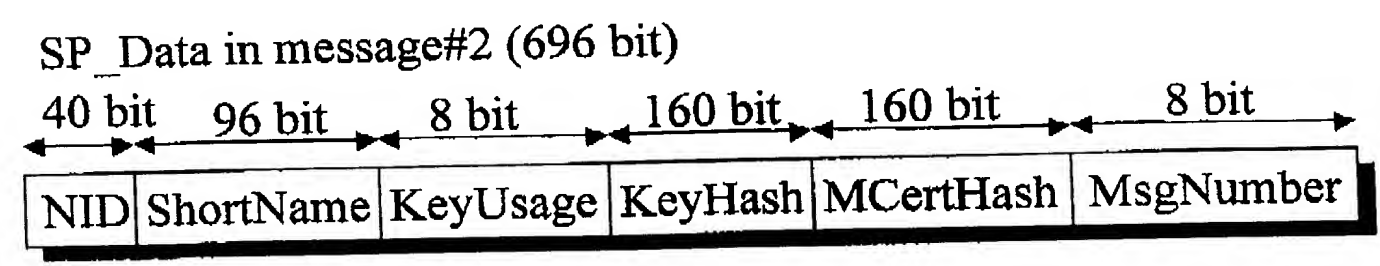 SP_Data in message#2 (696 bit)
40 bit 96 bit 8 bit 160 bit 160 bit 8 bit
NID ShortName KeyUsage KeyHash MCertHash MsgNumber